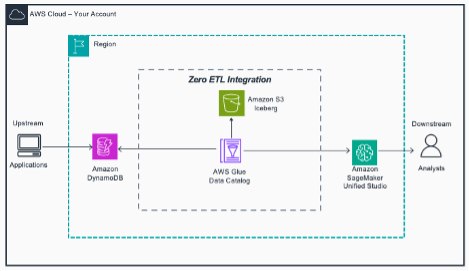 AWS Cloud – Your Account
Region
Zero ETL Integration
Amazon S3
Iceberg
Upstream
Applications
Amazon
DynamoDB
AWS Glue
Data Catalog
Amazon
SageMaker
Unified Studio
Downstream
Analysts